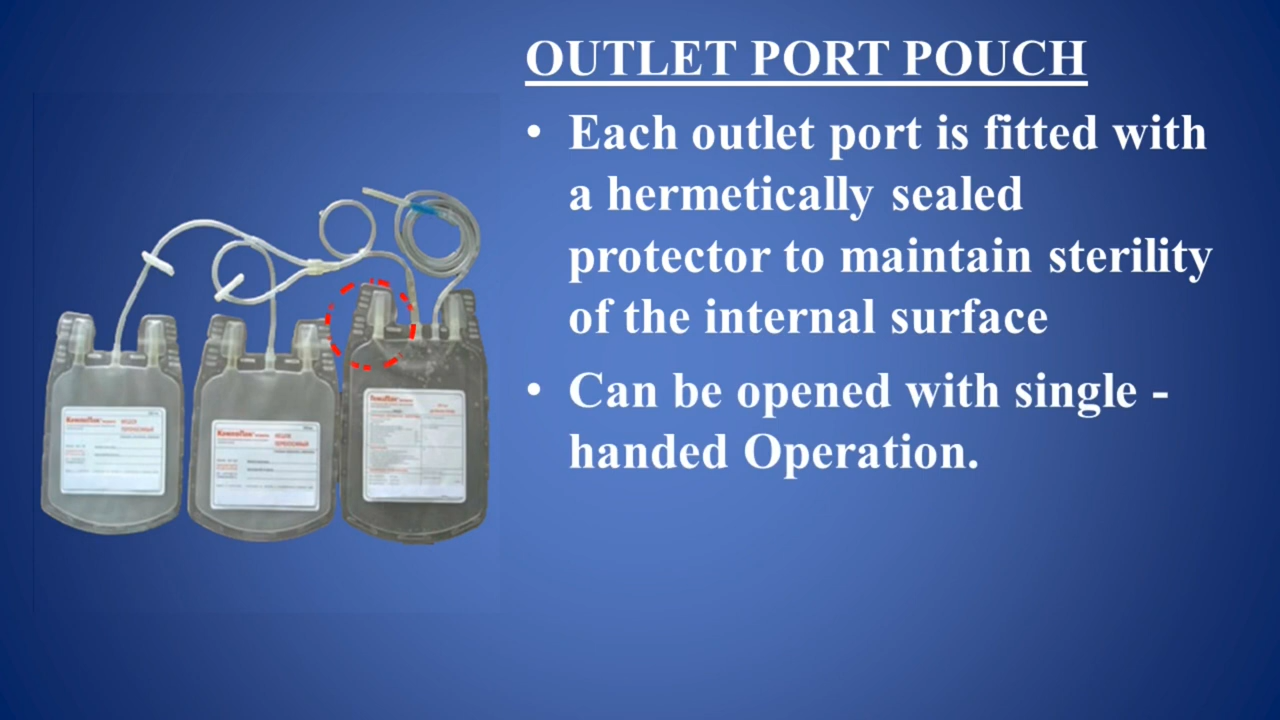 OUTLET PORT POUCH
• Each outlet port is fitted with
a hermetically sealed
protector to maintain sterility
of the internal surface
• Can be opened with single -
handed Operation.